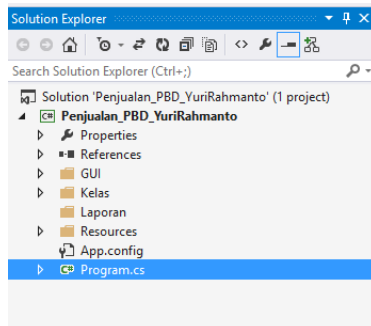 Solution Explorer
Search Solution Explorer (Ctrl+;)
Solution 'Penjualan_PBD_YuriRahmanto' (1 project)
C# Penjualan_PBD_YuriRahmanto
Properties
References
GUI
Kelas
Laporan
Resources
App.config
C# Program.cs